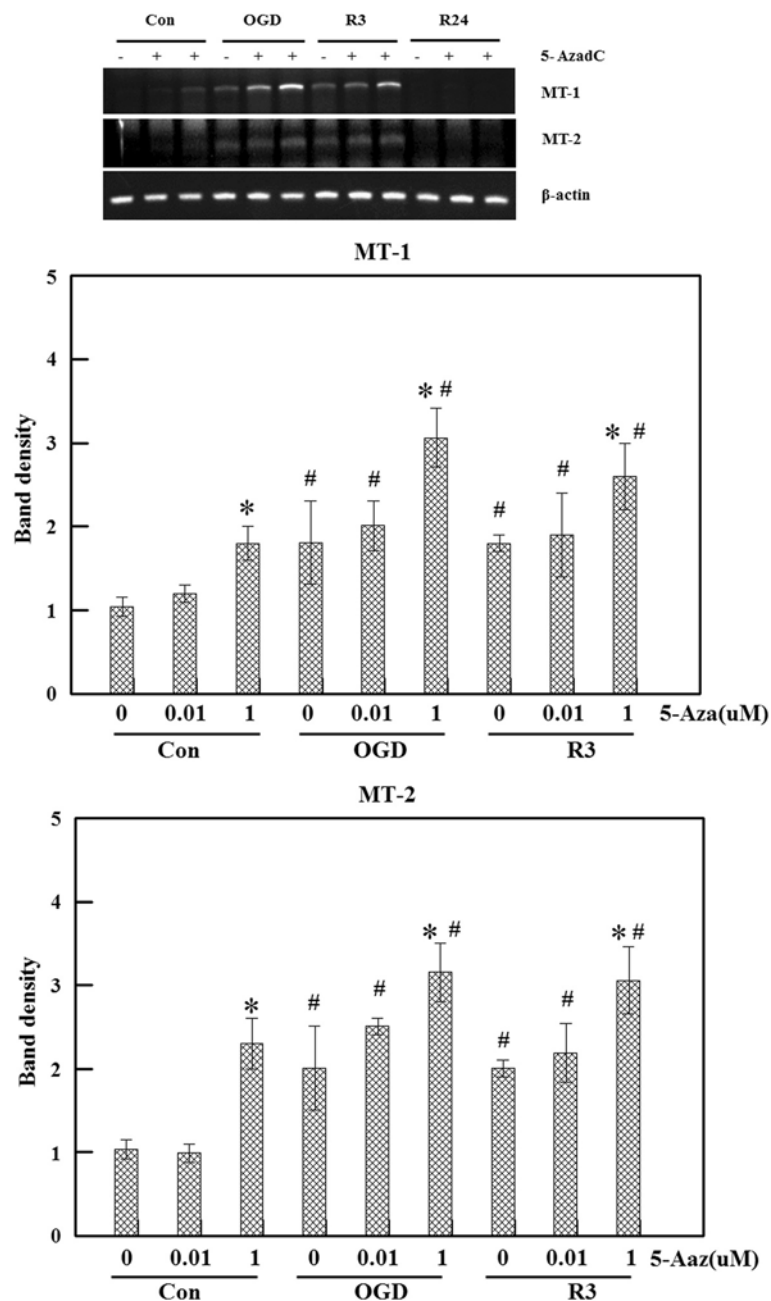 Con OGD R3 R24
- + + - + + - + + - + + 5- AzadC
MT-1
MT-2
β-actin
MT-1
5
* #
4
* #
3
# # # #
*
2
1
0
Band density
0 0.01 1 0 0.01 1 0 0.01 1 5-Aza(uM)
Con OGD R3
MT-2
5
4
* # * #
3
* # # # #
2
1
0
Band density
0 0.01 1 0 0.01 1 0 0.01 1 5-Aaz(uM)
Con OGD R3